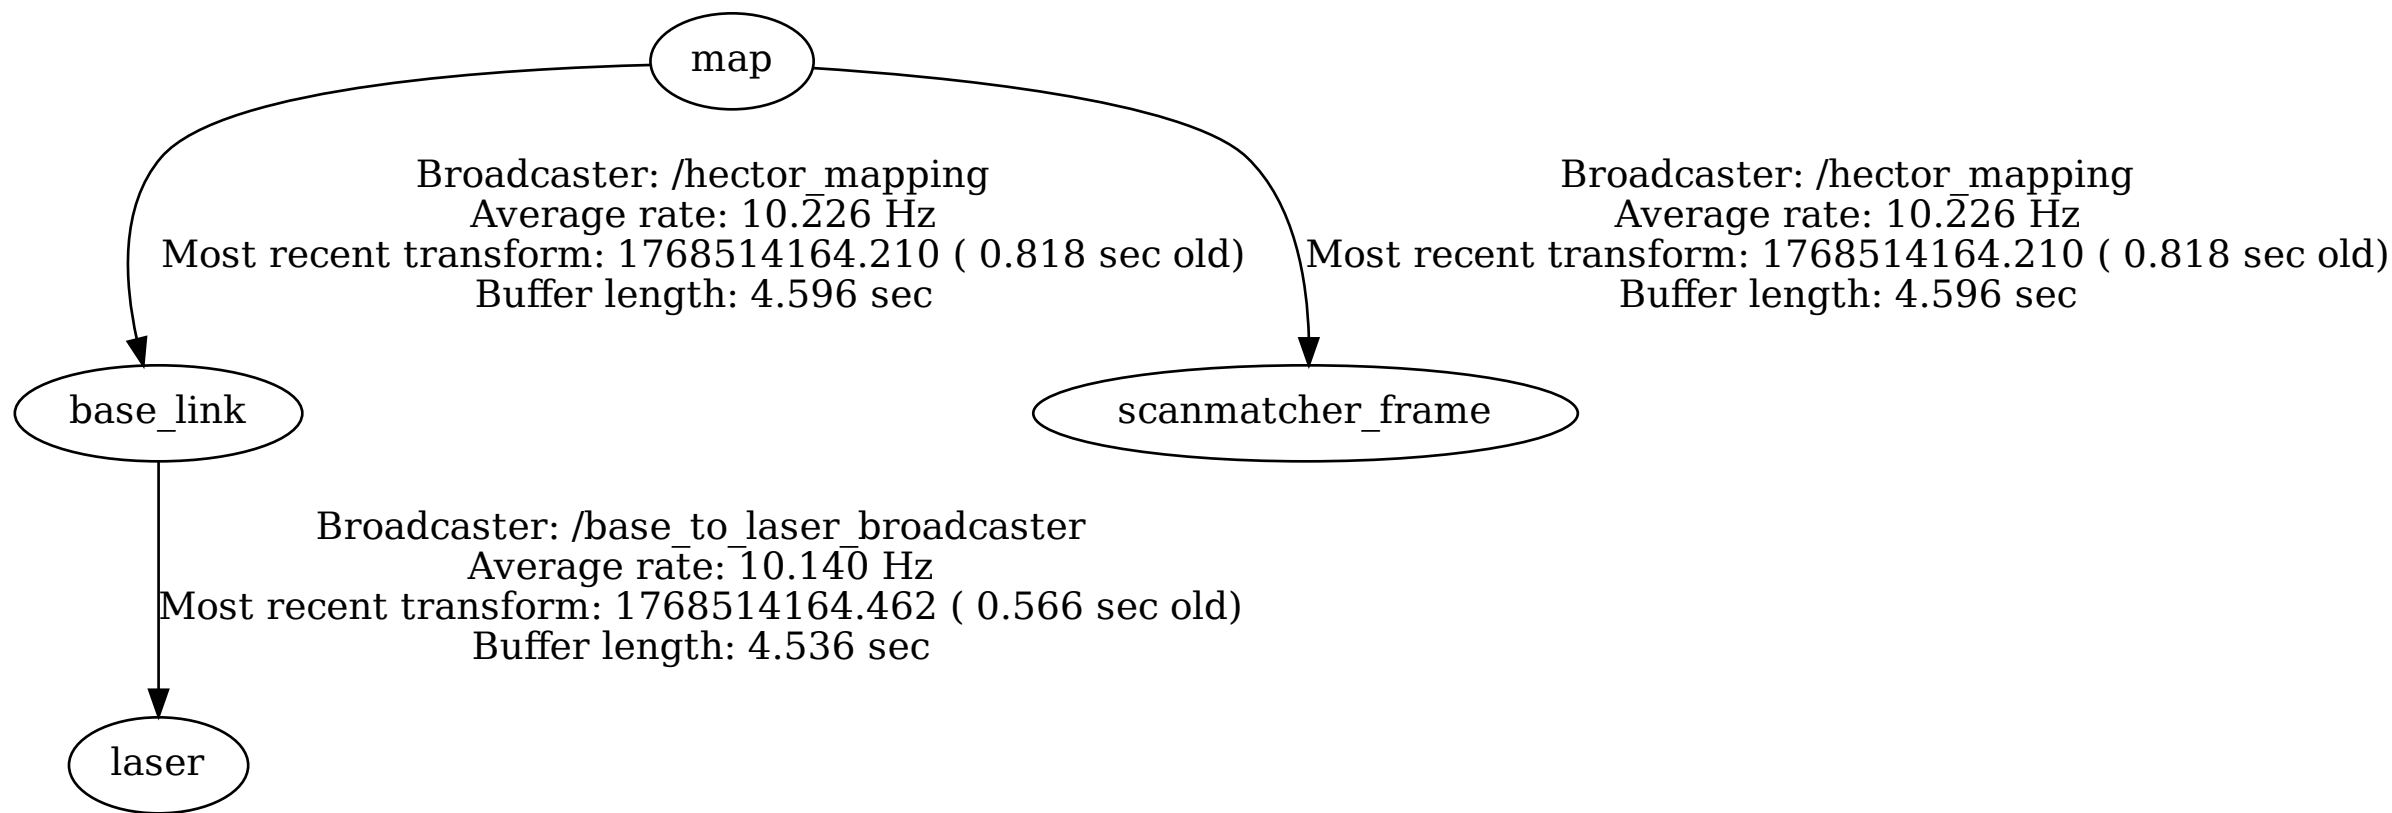 map
Broadcaster: /hector_mapping
Average rate: 10.226 Hz
Most recent transform: 1768514164.210 ( 0.818 sec old)
Buffer length: 4.596 sec
Broadcaster: /hector_mapping
Average rate: 10.226 Hz
Most recent transform: 1768514164.210 ( 0.818 sec old)
Buffer length: 4.596 sec
base_link
scanmatcher_frame
Broadcaster: /base_to_laser_broadcaster
Average rate: 10.140 Hz
Most recent transform: 1768514164.462 ( 0.566 sec old)
Buffer length: 4.536 sec
laser